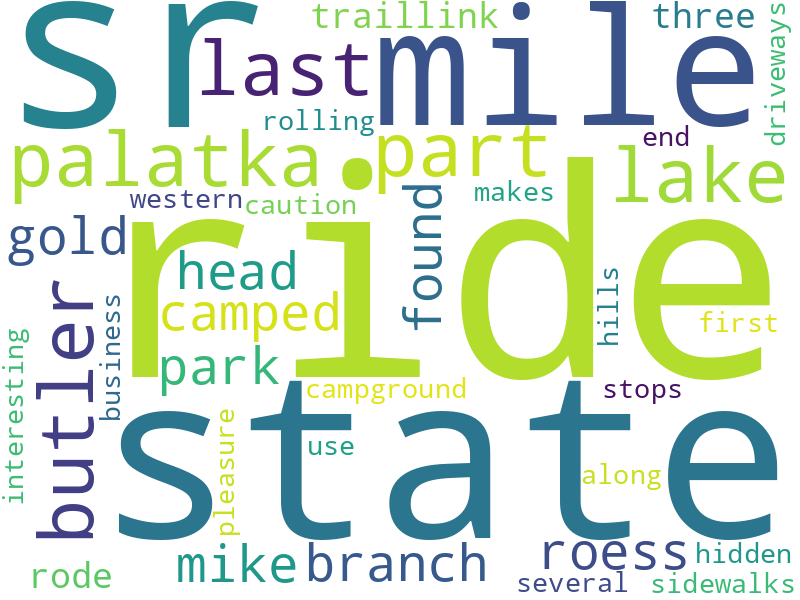 sr
mile
traillink
three
driveways
last
rolling
palatka
part
end
lake
western
caution
makes
ride
gold
head
found
hills
camped
first
butler
business
interesting
park
campground
stops
state
pleasure
use
along
mike
branch
roess
hidden
rode
several
sidewalks